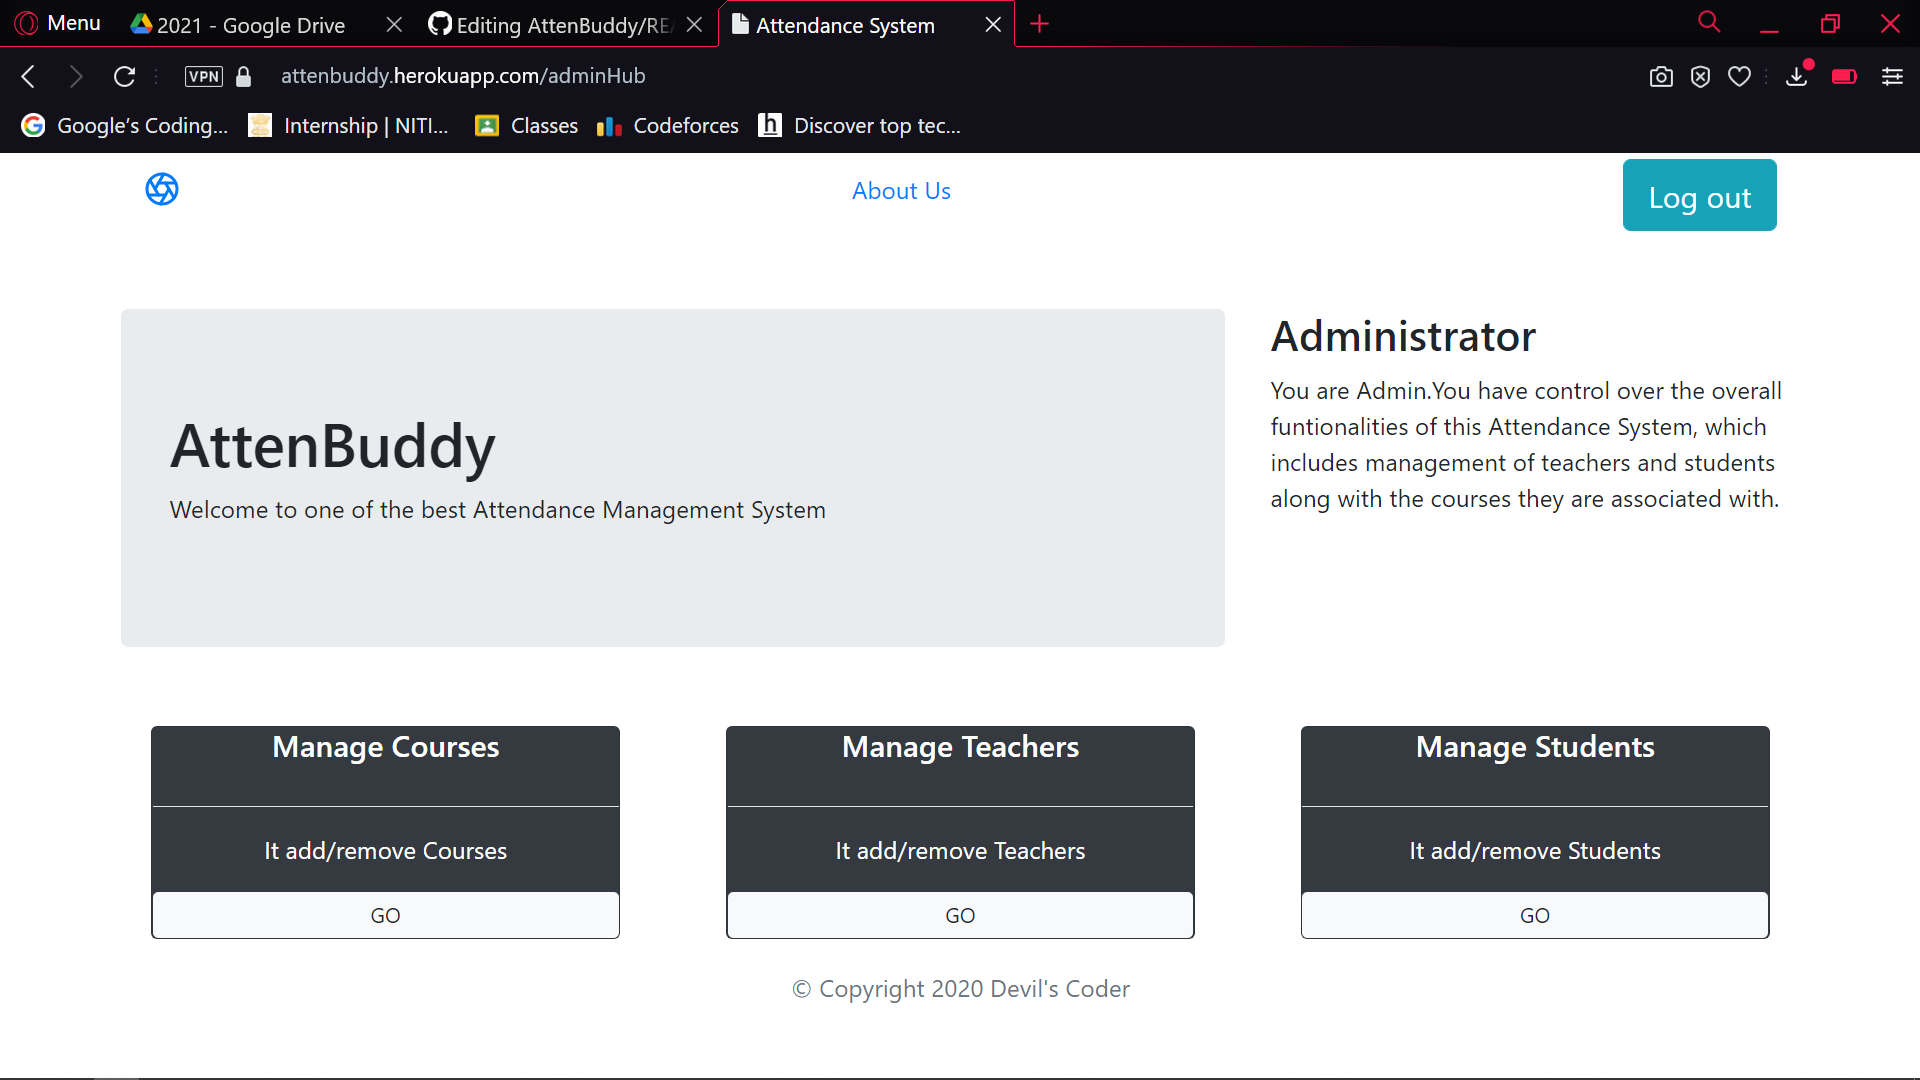 Menu
2021 - Google Drive
Editing AttenBuddy/RE
Attendance System
VPN
attenbuddy.herokuapp.com/adminHub
Google's Coding...
Internship | NITI...
Classes
Codeforces
h
Discover top tec...
About Us
Log out
AttenBuddy
Welcome to one of the best Attendance Management System
Administrator
You are Admin.You have control over the overall
funtionalities of this Attendance System, which
includes management of teachers and students
along with the courses they are associated with.
Manage Courses
It add/remove Courses
GO
Manage Teachers
It add/remove Teachers
GO
Manage Students
It add/remove Students
GO
© Copyright 2020 Devil's Coder